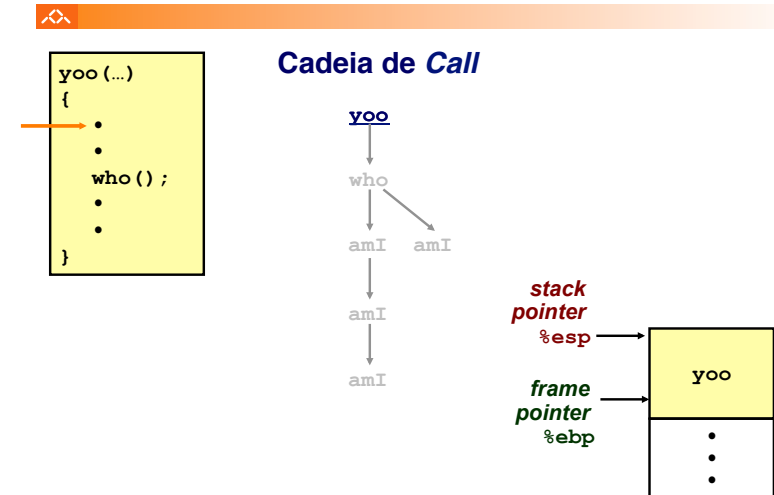 Cadeia de Call
yoo(…)
{
•
•
who();
•
•
}
yoo
who
amI amI
amI
amI
stack
pointer
%esp
yoo
frame
pointer
%ebp
•
•
•